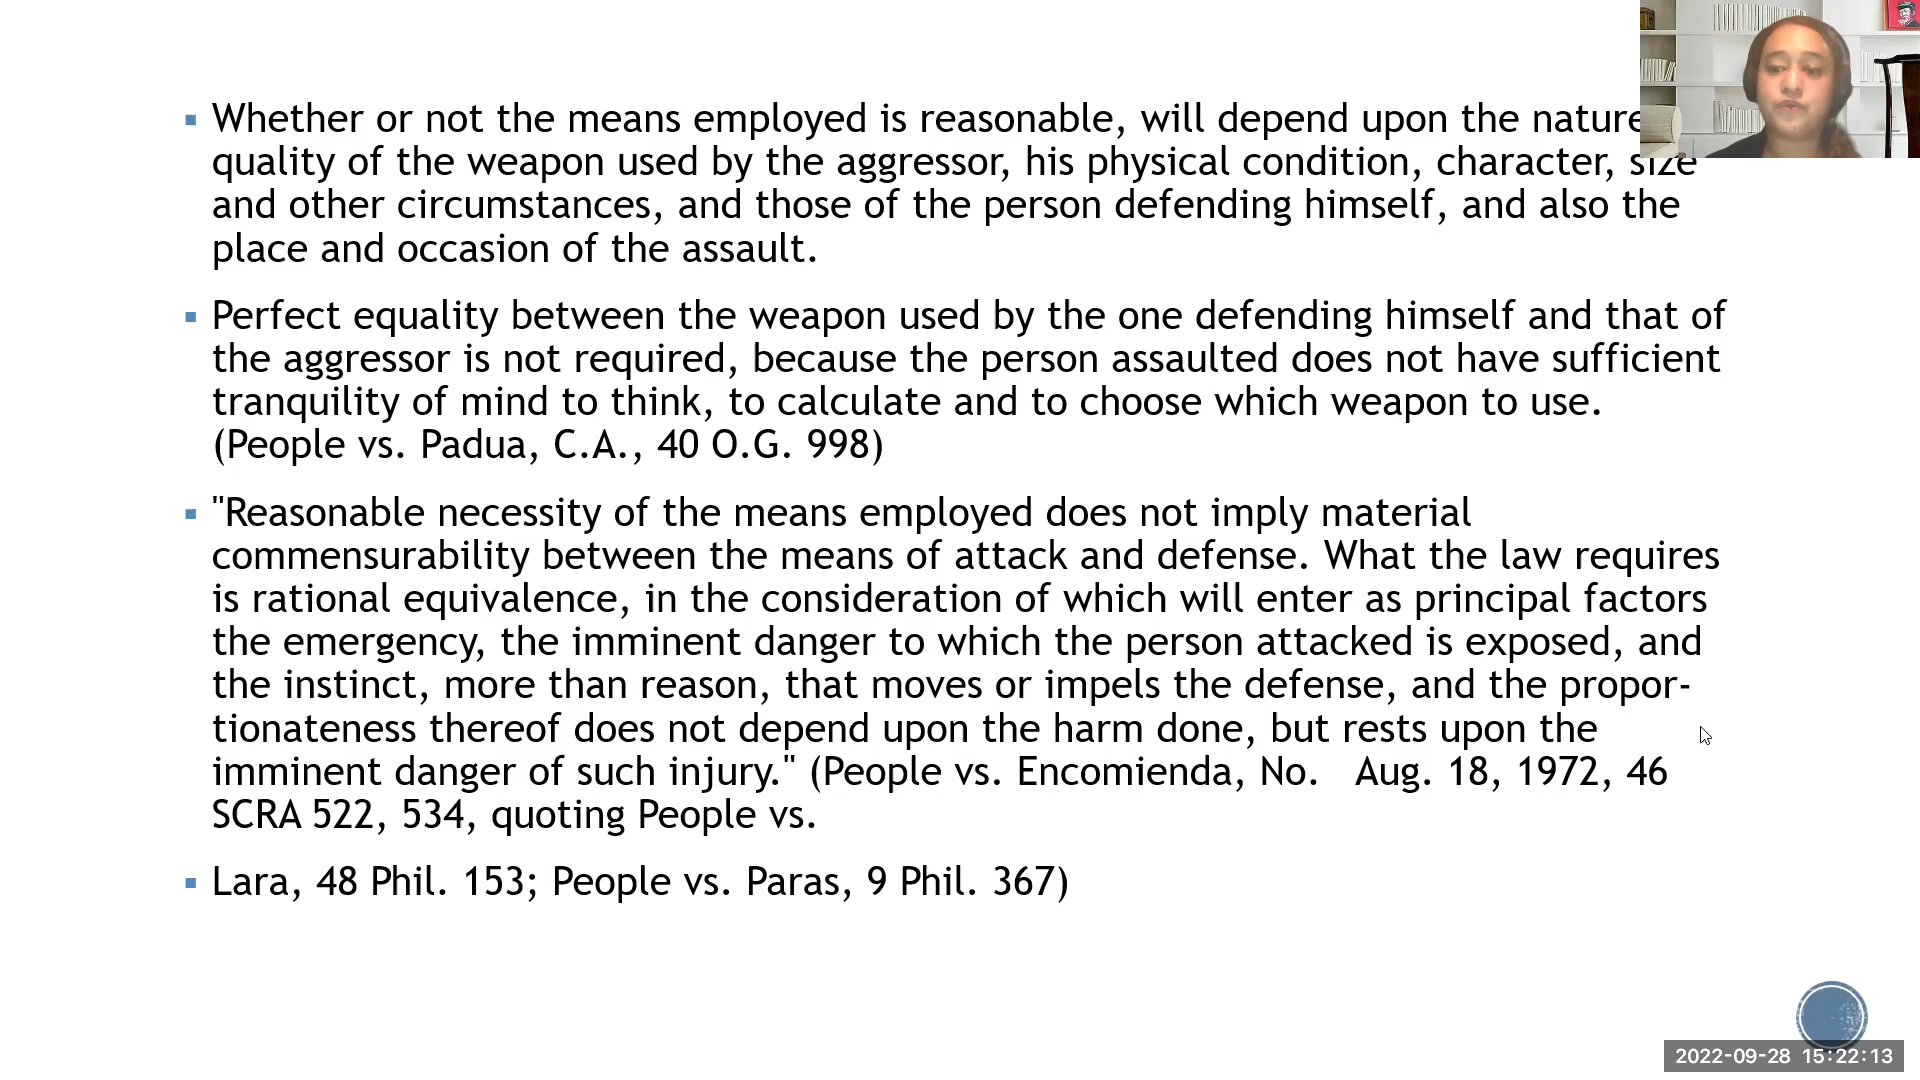 Whether or not the means employed is reasonable, will depend upon the nature
quality of the weapon used by the aggressor, his physical condition, character, size
and other circumstances, and those of the person defending himself, and also the
place and occasion of the assault.
Perfect equality between the weapon used by the one defending himself and that of
the aggressor is not required, because the person assaulted does not have sufficient
tranquility of mind to think, to calculate and to choose which weapon to use.
(People vs. Padua, C.A., 40 O.G. 998)
"Reasonable necessity of the means employed does not imply material
commensurability between the means of attack and defense. What the law requires
is rational equivalence, in the consideration of which will enter as principal factors
the emergency, the imminent danger to which the person attacked is exposed, and
the instinct, more than reason, that moves or impels the defense, and the propor-
tionateness thereof does not depend upon the harm done, but rests upon the
imminent danger of such injury." (People vs. Encomienda, No. Aug. 18, 1972, 46
SCRA 522, 534, quoting People vs.
Lara, 48 Phil. 153; People vs. Paras, 9 Phil. 367)
2022-09-28 15:22:13